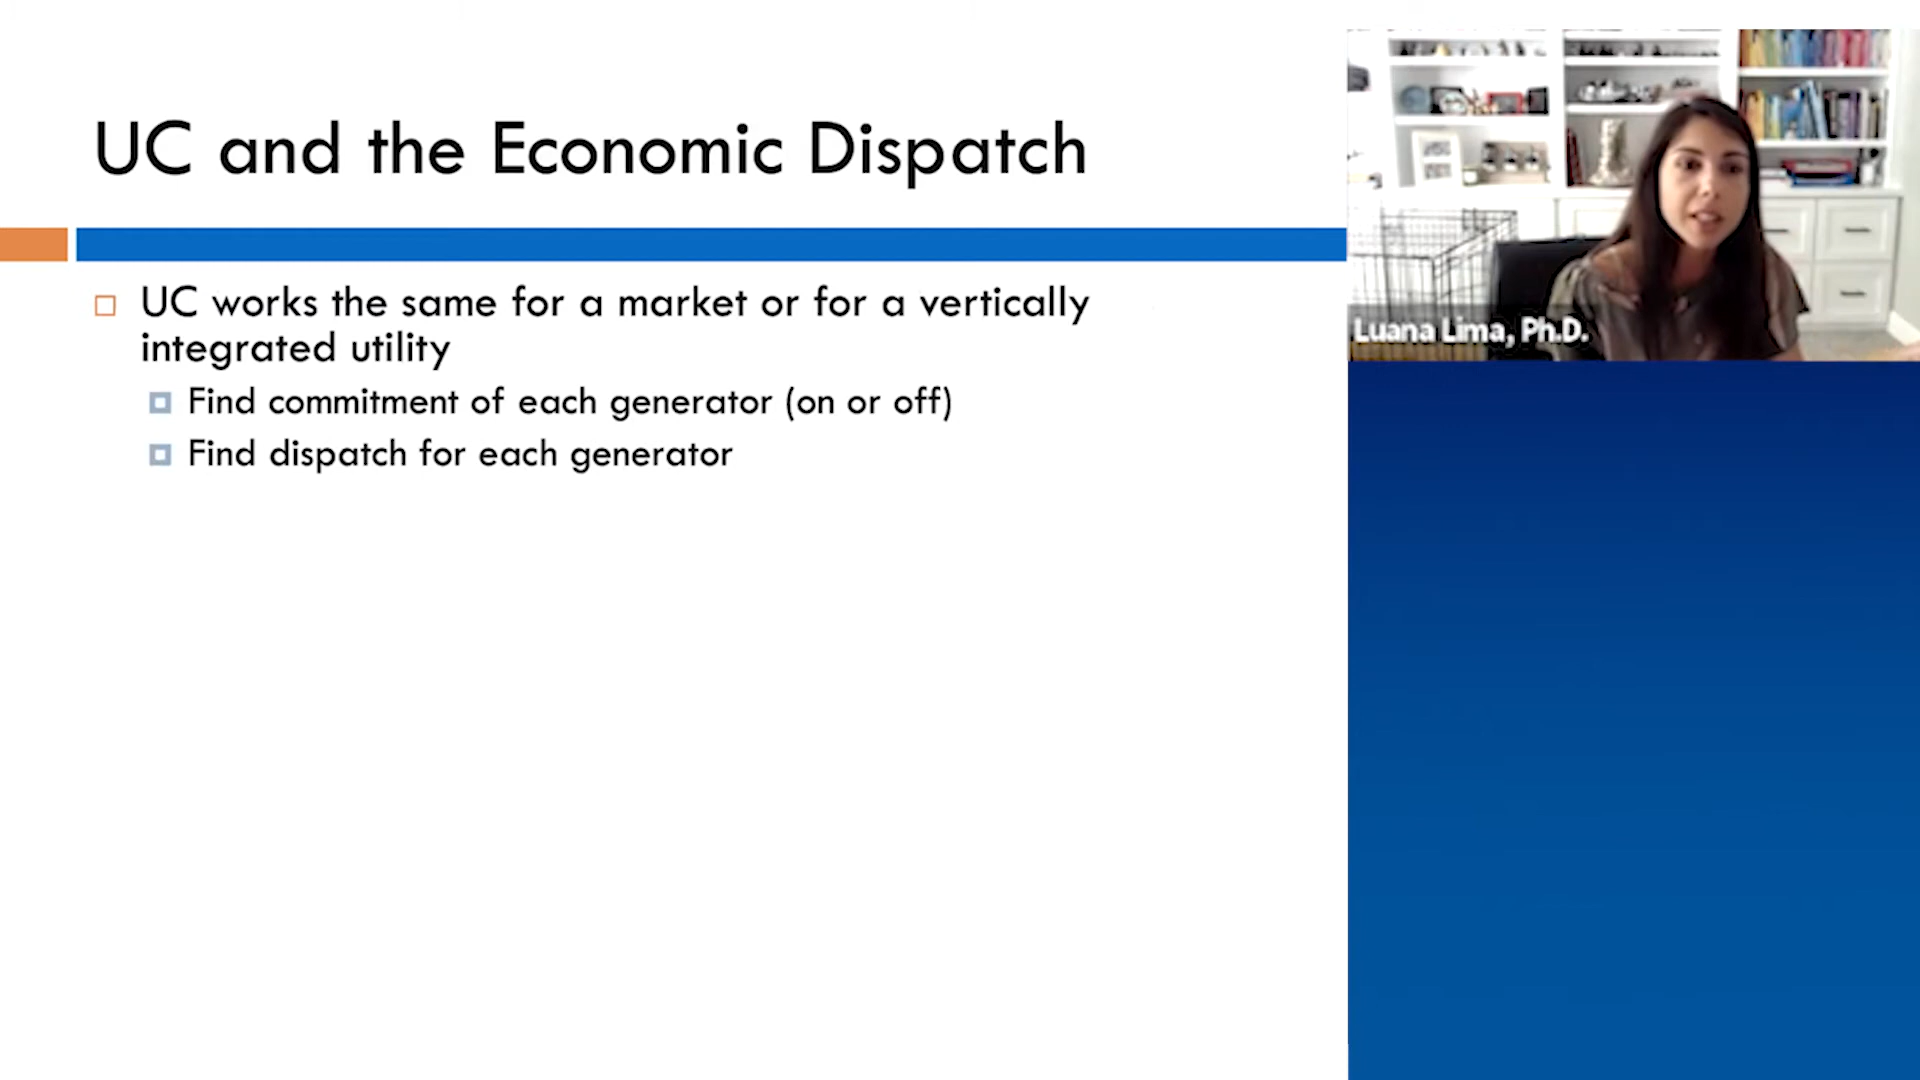 UC and the Economic Dispatch
UC works the same for a market or for a vertically
integrated utility
Find commitment of each generator (on or off)
Find dispatch for each generator
Luana Lima, Ph.D.